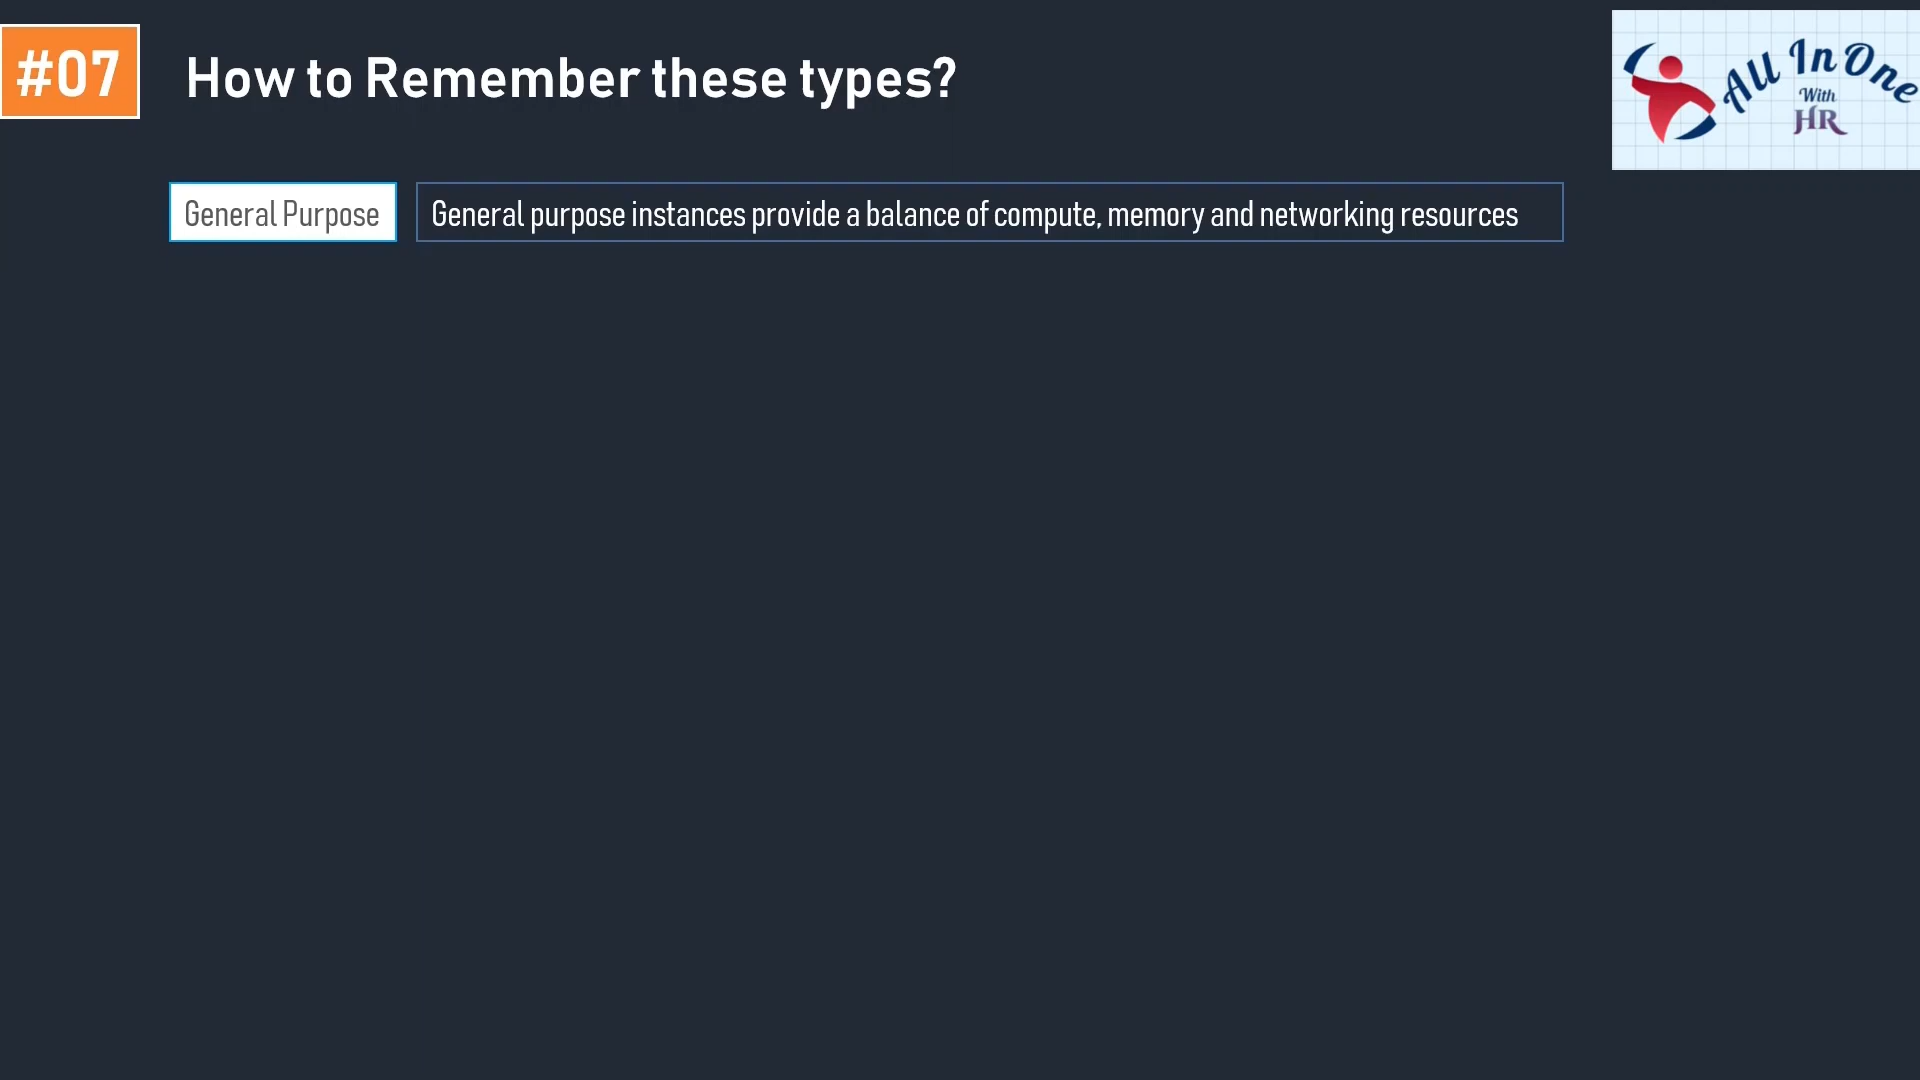 #07
How to Remember these types?
All In One
With
HR
General Purpose
General purpose instances provide a balance of compute, memory and networking resources